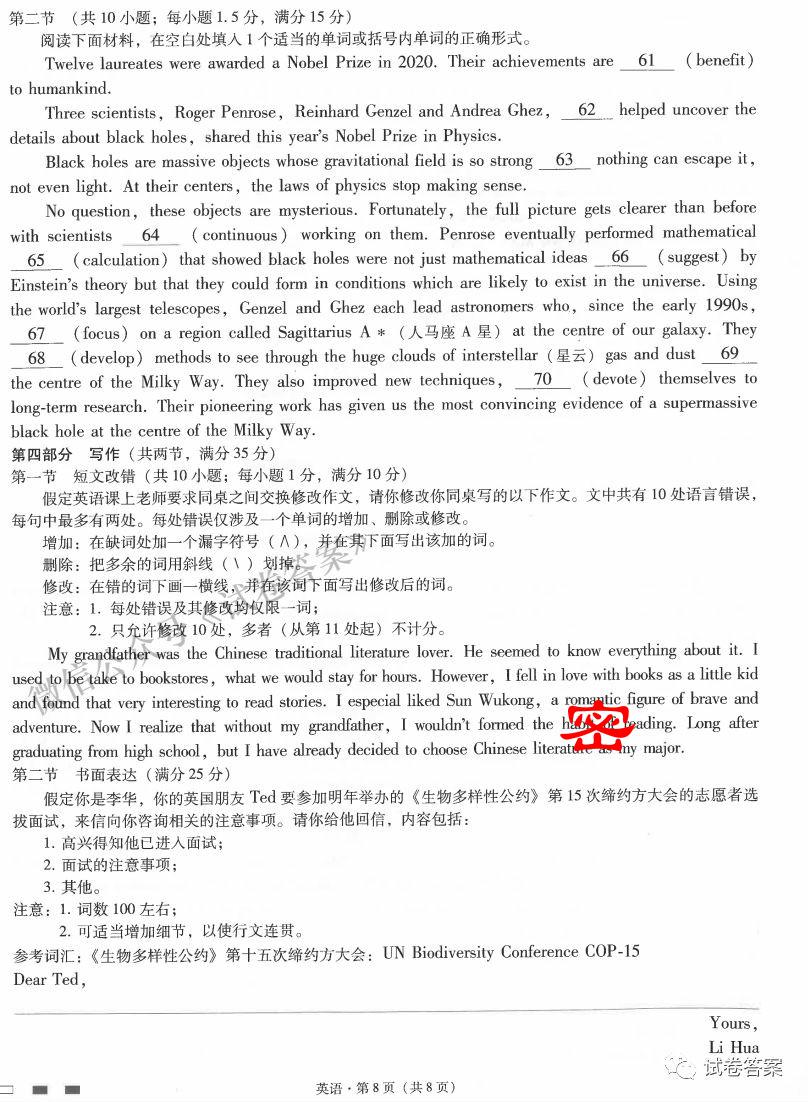 第二节 (共 10 小题；每小题 1.5 分，满分 15 分)
阅读下面材料，在空白处填入 1 个适当的单词或括号内单词的正确形式。
Twelve laureates were awarded a Nobel Prize in 2020. Their achievements are 61 (benefit)
to humankind.
Three scientists, Roger Penrose, Reinhard Genzel and Andrea Ghez, 62 helped uncover the
details about black holes, shared this year's Nobel Prize in Physics.
Black holes are massive objects whose gravitational field is so strong 63 nothing can escape it,
not even light. At their centers, the laws of physics stop making sense.
No question, these objects are mysterious. Fortunately, the full picture gets clearer than before
with scientists 64 (continuous) working on them. Penrose eventually performed mathematical
65 (calculation) that showed black holes were not just mathematical ideas 66 (suggest) by
Einstein's theory but that they could form in conditions which are likely to exist in the universe. Using
the world's largest telescopes, Genzel and Ghez each lead astronomers who, since the early 1990s,
67 (focus) on a region called Sagittarius A * (人马座 A 星) at the centre of our galaxy. They
68 (develop) methods to see through the huge clouds of interstellar (星云) gas and dust 69
the centre of the Milky Way. They also improved new techniques, 70 (devote) themselves to
long-term research. Their pioneering work has given us the most convincing evidence of a supermassive
black hole at the centre of the Milky Way.
第四部分 写作 (共两节，满分 35 分)
第一节 短文改错 (共 10 小题；每小题 1 分，满分 10 分)
假定英语课上老师要求同桌之间交换修改作文，请你修改你同桌写的以下作文。文中共有 10 处语言错误，
每句中最多有两处。每处错误仅涉及一个单词的增加、删除或修改。
增加：在缺词处加一个漏字符号 (∧)，并在其下面写出该加的词。
删除：把多余的词用斜线 (\) 划掉。
修改：在错的词下画一横线，并在该词下面写出修改后的词。
注意：1. 每处错误及其修改均仅限一词；
2. 只允许修改 10 处，多者 (从第 11 处起) 不计分。
My grandfather was the Chinese traditional literature lover. He seemed to know everything about it. I
used to be take to bookstores, what we would stay for hours. However, I fell in love with books as a little kid
and found that very interesting to read stories. I especial liked Sun Wukong, a romantic figure of brave and
adventure. Now I realize that without my grandfather, I wouldn't formed the habit of reading. Long after
graduating from high school, but I have already decided to choose Chinese literature as my major.
第二节 书面表达 (满分 25 分)
假定你是李华，你的英国朋友 Ted 要参加明年举办的《生物多样性公约》第 15 次缔约方大会的志愿者选
拔面试，来信向你咨询相关的注意事项。请你给他回信，内容包括：
1. 高兴得知他已进入面试；
2. 面试的注意事项；
3. 其他。
注意：1. 词数 100 左右；
2. 可适当增加细节，以使行文连贯。
参考词汇：《生物多样性公约》第十五次缔约方大会：UN Biodiversity Conference COP-15
Dear Ted,
Yours,
Li Hua
英语·第 8 页 (共 8 页)
微信公众号《试卷答案》
密
试卷答案